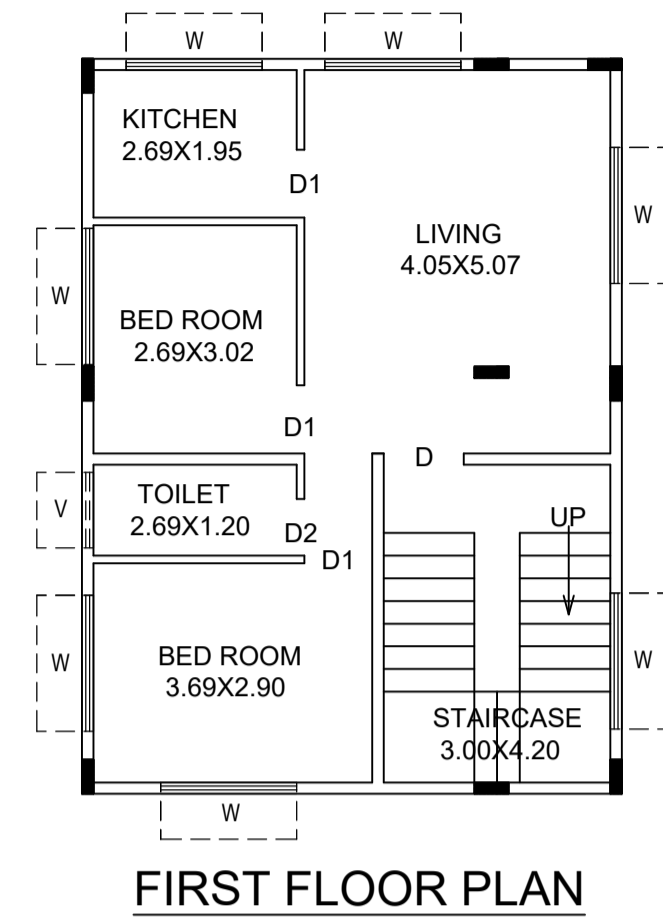 W
W
KITCHEN
2.69X1.95
D1
W
LIVING
4.05X5.07
W
BED ROOM
2.69X3.02
D1
D
TOILET
2.69X1.20
V
D2
UP
D1
BED ROOM
3.69X2.90
W
W
STAIRCASE
3.00X4.20
W
FIRST FLOOR PLAN